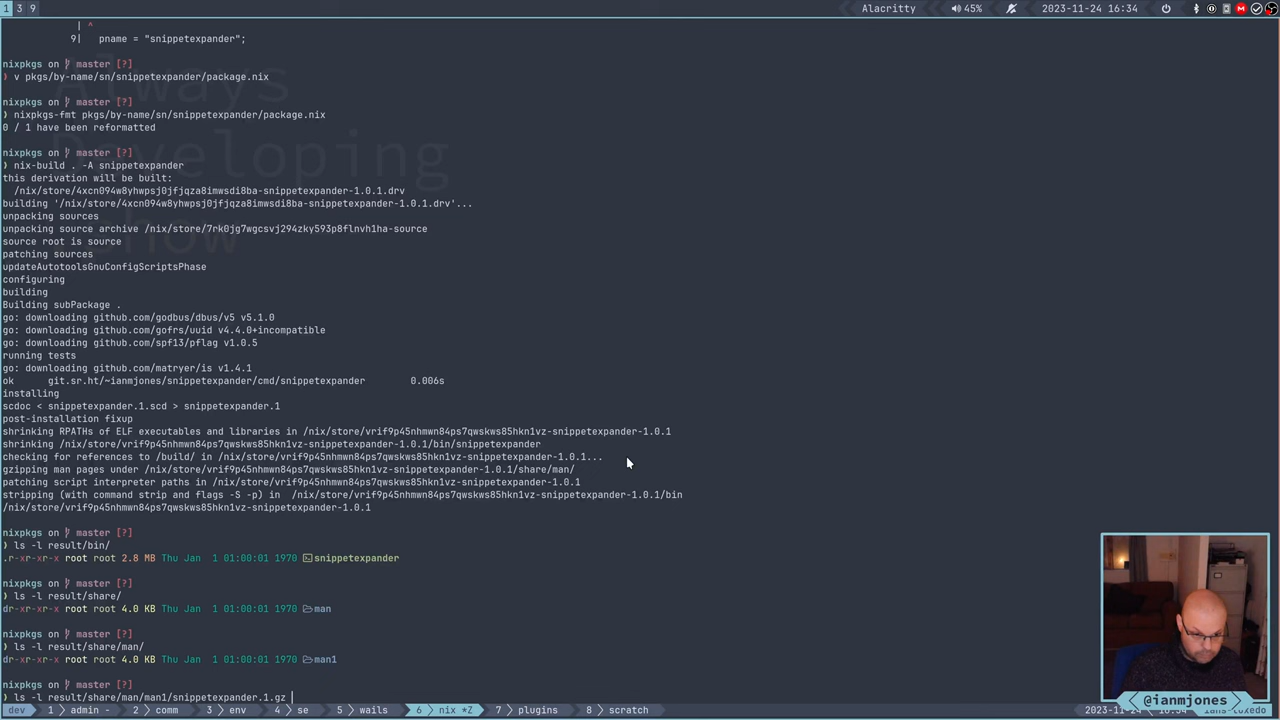 1 3 9 Alacritty 45% 2023-11-24 16:34
| ^
9| pname = "snippetexpander";
nixpkgs on master [?]
❯ v pkgs/by-name/sn/snippetexpander/package.nix
Always
nixpkgs on master [?]
❯ nixpkgs-fmt pkgs/by-name/sn/snippetexpander/package.nix
0 / 1 have been reformatted
Developing
nixpkgs on master [?]
❯ nix-build . -A snippetexpander
this derivation will be built:
/nix/store/4xcn094w8yhwpsj0jfjqza8imwsdi8ba-snippetexpander-1.0.1.drv
building '/nix/store/4xcn094w8yhwpsj0jfjqza8imwsdi8ba-snippetexpander-1.0.1.drv'...
unpacking sources
unpacking source archive /nix/store/7rk0jg7wgcsvj294zky593p8flnvh1ha-source
Show
source root is source
patching sources
updateAutotoolsGnuConfigScriptsPhase
configuring
building
Building subPackage .
go: downloading github.com/godbus/dbus/v5 v5.1.0
go: downloading github.com/gofrs/uuid v4.4.0+incompatible
go: downloading github.com/spf13/pflag v1.0.5
running tests
go: downloading github.com/matryer/is v1.4.1
ok git.sr.ht/~ianmjones/snippetexpander/cmd/snippetexpander 0.006s
installing
scdoc < snippetexpander.1.scd > snippetexpander.1
post-installation fixup
shrinking RPATHs of ELF executables and libraries in /nix/store/vrif9p45nhmwn84ps7qwskws85hkn1vz-snippetexpander-1.0.1
shrinking /nix/store/vrif9p45nhmwn84ps7qwskws85hkn1vz-snippetexpander-1.0.1/bin/snippetexpander
checking for references to /build/ in /nix/store/vrif9p45nhmwn84ps7qwskws85hkn1vz-snippetexpander-1.0.1...
gzipping man pages under /nix/store/vrif9p45nhmwn84ps7qwskws85hkn1vz-snippetexpander-1.0.1/share/man/
patching script interpreter paths in /nix/store/vrif9p45nhmwn84ps7qwskws85hkn1vz-snippetexpander-1.0.1
stripping (with command strip and flags -S -p) in /nix/store/vrif9p45nhmwn84ps7qwskws85hkn1vz-snippetexpander-1.0.1/bin
/nix/store/vrif9p45nhmwn84ps7qwskws85hkn1vz-snippetexpander-1.0.1
nixpkgs on master [?]
❯ ls -l result/bin/
.r-xr-xr-x root root 2.8 MB Thu Jan 1 01:00:01 1970 snippetexpander
nixpkgs on master [?]
❯ ls -l result/share/
dr-xr-xr-x root root 4.0 KB Thu Jan 1 01:00:01 1970 man
nixpkgs on master [?]
❯ ls -l result/share/man/
dr-xr-xr-x root root 4.0 KB Thu Jan 1 01:00:01 1970 man1
nixpkgs on master [?]
❯ ls -l result/share/man/man1/snippetexpander.1.gz
@ianmjones
dev 1 admin - 2 comm 3 env 4 se 5 wails 6 nix *Z 7 plugins 8 scratch 2023-11-24